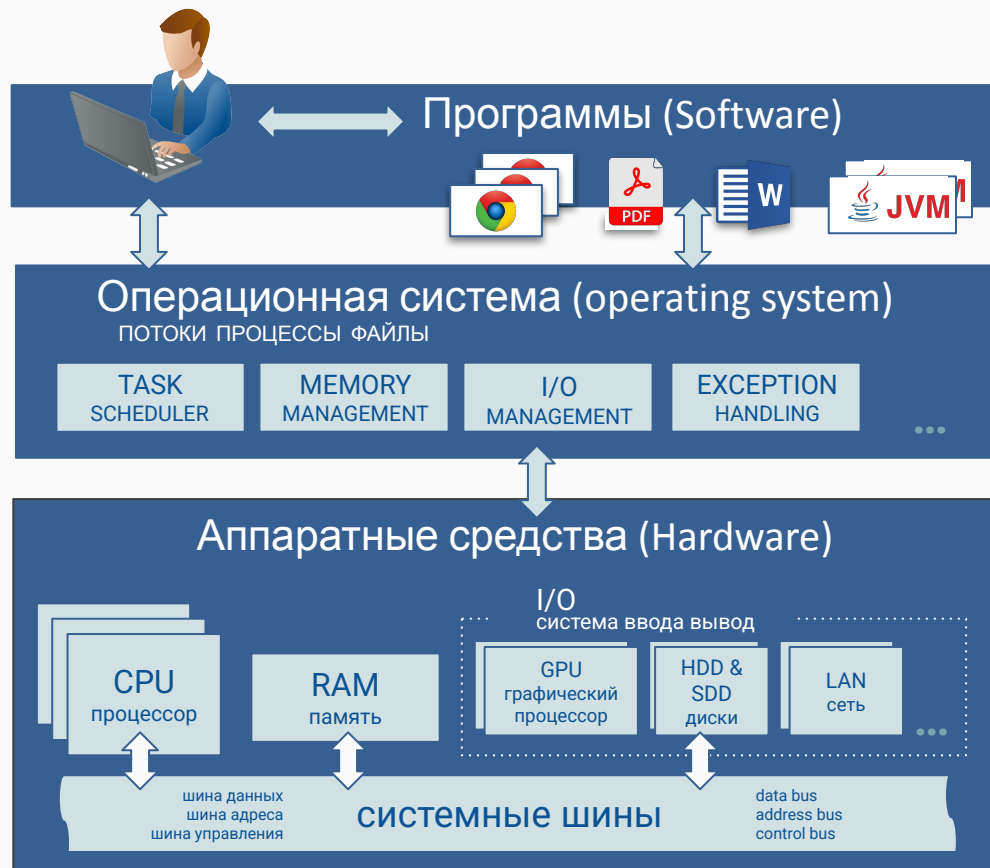 Программы (Software)
PDF
W
JVM
M
Операционная система (operating system)
ПОТОКИ ПРОЦЕССЫ ФАЙЛЫ
TASK
SCHEDULER
MEMORY
MANAGEMENT
I/O
MANAGEMENT
EXCEPTION
HANDLING
...
Аппаратные средства (Hardware)
I/O
система ввода вывод
CPU
процессор
RAM
память
GPU
графический
процессор
HDD &
SDD
диски
LAN
сеть
...
шина данных
шина адреса
шина управления
системные шины
data bus
address bus
control bus